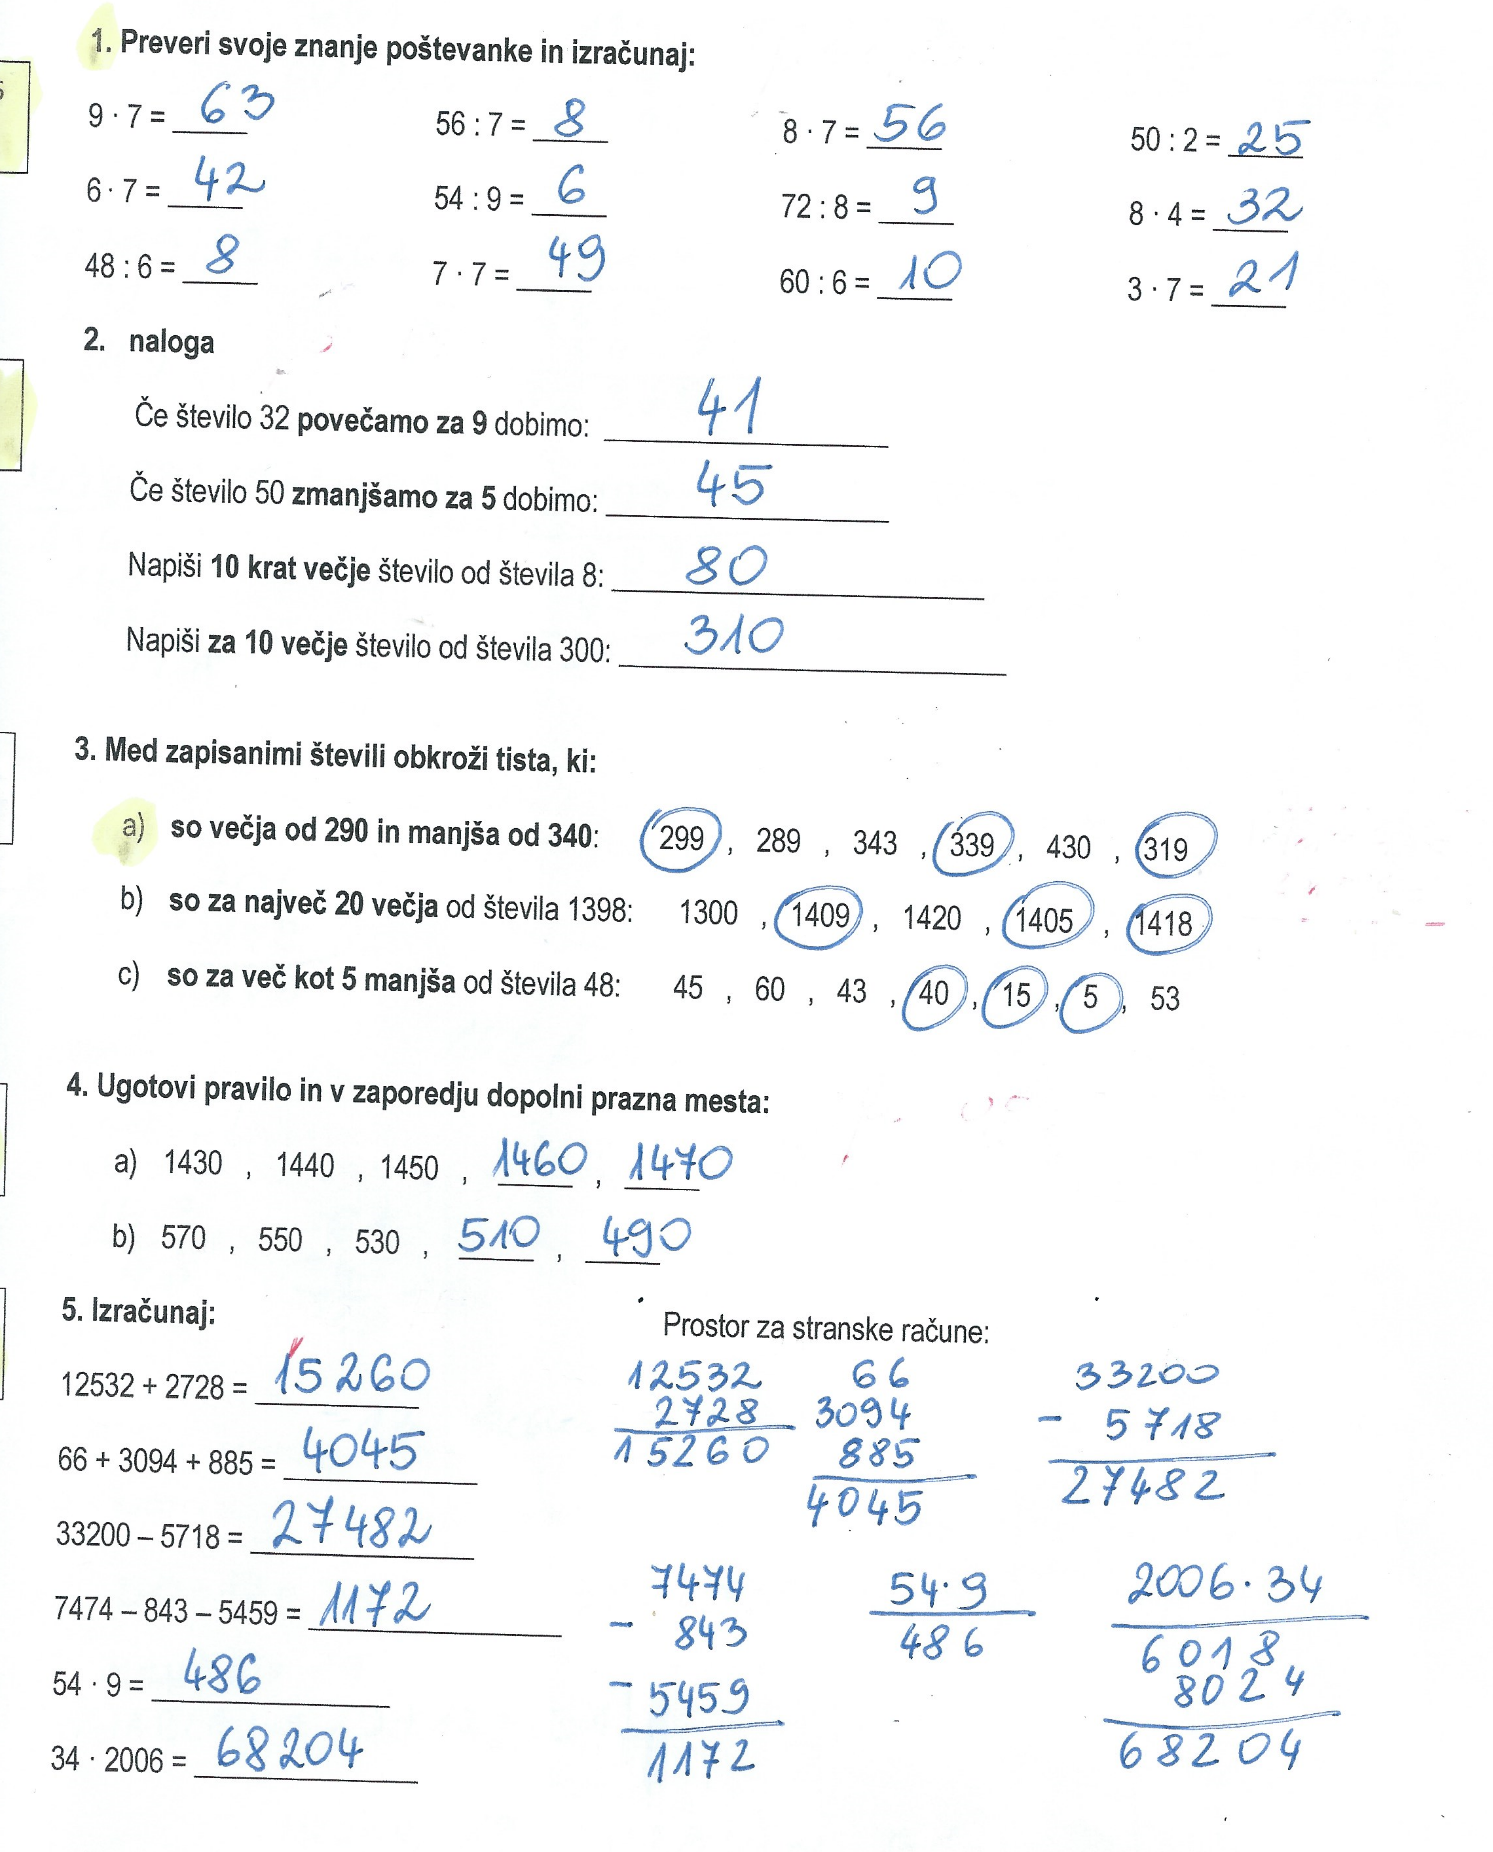 1. Preveri svoje znanje poštevanke in izračunaj:
9 · 7 = 63 56 : 7 = 8 8 · 7 = 56 50 : 2 = 25
6 · 7 = 42 54 : 9 = 6 72 : 8 = 9 8 · 4 = 32
48 : 6 = 8 7 · 7 = 49 60 : 6 = 10 3 · 7 = 21
2. naloga
Če število 32 povečamo za 9 dobimo: 41
Če število 50 zmanjšamo za 5 dobimo: 45
Napiši 10 krat večje število od števila 8: 80
Napiši za 10 večje število od števila 300: 310
3. Med zapisanimi števili obkroži tista, ki:
a) so večja od 290 in manjša od 340: 299 , 289 , 343 , 339 , 430 , 319
b) so za največ 20 večja od števila 1398: 1300 , 1409 , 1420 , 1405 , 1418
c) so za več kot 5 manjša od števila 48: 45 , 60 , 43 , 40 , 15 , 5 , 53
4. Ugotovi pravilo in v zaporedju dopolni prazna mesta:
a) 1430 , 1440 , 1450 , 1460 , 1470
b) 570 , 550 , 530 , 510 , 490
5. Izračunaj:
12532 + 2728 = 15260
66 + 3094 + 885 = 4045
33200 – 5718 = 27482
7474 – 843 – 5459 = 1172
54 · 9 = 486
34 · 2006 = 68204
Prostor za stranske račune:
12532 66 33200
2728 3094 - 5718
15260 885 27482
4045
7474 54·9 2006·34
- 843 486 6018
- 5459 8024
1172 68204